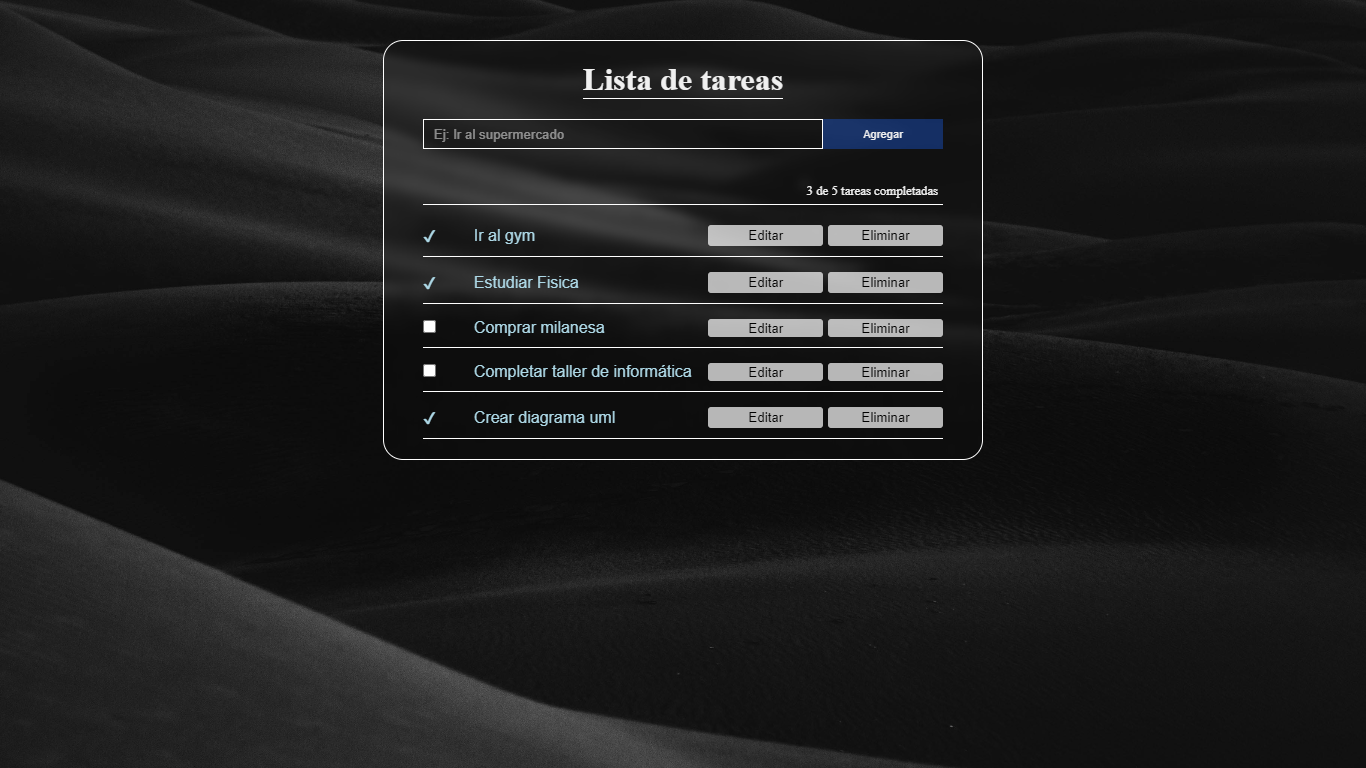 Lista de tareas
Ej: Ir al supermercado Agregar
3 de 5 tareas completadas
Ir al gym Editar Eliminar
Estudiar Fisica Editar Eliminar
Comprar milanesa Editar Eliminar
Completar taller de informática Editar Eliminar
Crear diagrama uml Editar Eliminar